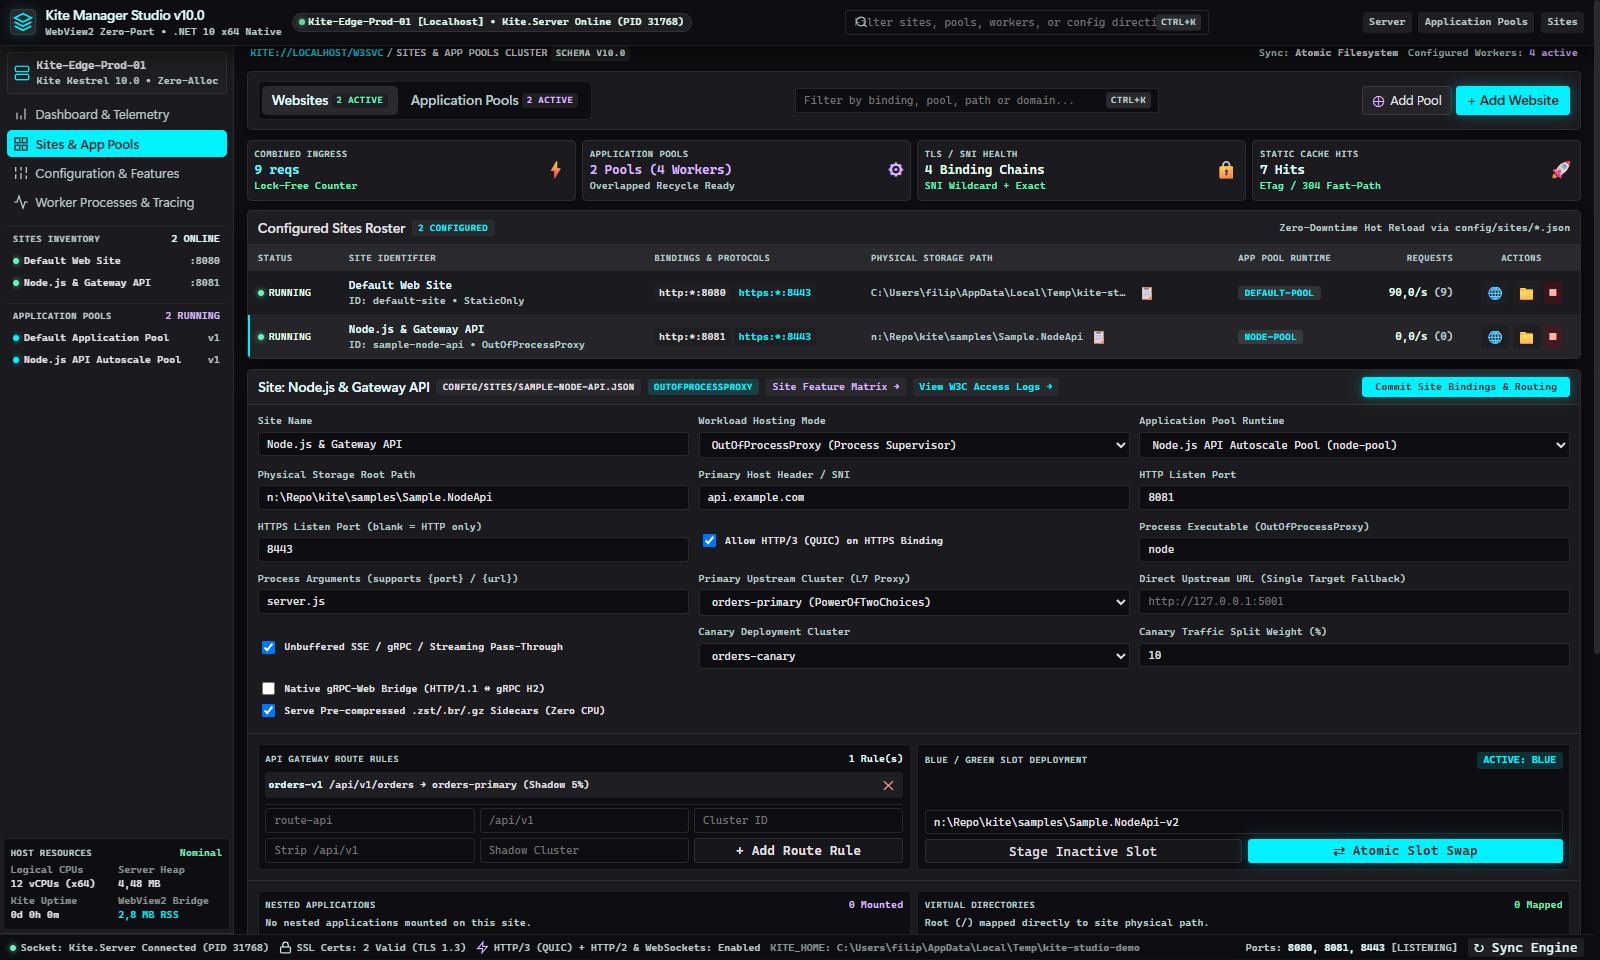 Kite Manager Studio v10.0
WebView2 Zero-Port • .NET 10 x64 Native
Kite-Edge-Prod-01 [Localhost] • Kite.Server Online (PID 31768)
lter sites, pools, workers, or config directi CTRL+K
Server Application Pools Sites
Kite-Edge-Prod-01
Kite Kestrel 10.0 • Zero-Alloc
Dashboard & Telemetry
Sites & App Pools
Configuration & Features
Worker Processes & Tracing
SITES INVENTORY 2 ONLINE
Default Web Site :8080
Node.js & Gateway API :8081
APPLICATION POOLS 2 RUNNING
Default Application Pool v1
Node.js API Autoscale Pool v1
HOST RESOURCES Nominal
Logical CPUs Server Heap
12 vCPUs (x64) 4,48 MB
Kite Uptime WebView2 Bridge
0d 0h 0m 2,8 MB RSS
KITE://LOCALHOST/W3SVC / SITES & APP POOLS CLUSTER SCHEMA V10.0
Sync: Atomic Filesystem Configured Workers: 4 active
Websites 2 ACTIVE Application Pools 2 ACTIVE
Filter by binding, pool, path or domain... CTRL+K
Add Pool + Add Website
COMBINED INGRESS
9 reqs
Lock-Free Counter
APPLICATION POOLS
2 Pools (4 Workers)
Overlapped Recycle Ready
TLS / SNI HEALTH
4 Binding Chains
SNI Wildcard + Exact
STATIC CACHE HITS
7 Hits
ETag / 304 Fast-Path
Configured Sites Roster 2 CONFIGURED
Zero-Downtime Hot Reload via config/sites/*.json
STATUS SITE IDENTIFIER BINDINGS & PROTOCOLS PHYSICAL STORAGE PATH APP POOL RUNTIME REQUESTS ACTIONS
RUNNING Default Web Site http:*:8080 https:*:8443 C:\Users\filip\AppData\Local\Temp\kite-st… DEFAULT-POOL 90,0/s (9)
ID: default-site • StaticOnly
RUNNING Node.js & Gateway API http:*:8081 https:*:8443 n:\Repo\kite\samples\Sample.NodeApi NODE-POOL 0,0/s (0)
ID: sample-node-api • OutOfProcessProxy
Site: Node.js & Gateway API CONFIG/SITES/SAMPLE-NODE-API.JSON OUTOFPROCESSPROXY Site Feature Matrix → View W3C Access Logs → Commit Site Bindings & Routing
Site Name Workload Hosting Mode Application Pool Runtime
Node.js & Gateway API OutOfProcessProxy (Process Supervisor) Node.js API Autoscale Pool (node-pool)
Physical Storage Root Path Primary Host Header / SNI HTTP Listen Port
n:\Repo\kite\samples\Sample.NodeApi api.example.com 8081
HTTPS Listen Port (blank = HTTP only) Process Executable (OutOfProcessProxy)
8443 Allow HTTP/3 (QUIC) on HTTPS Binding node
Process Arguments (supports {port} / {url}) Primary Upstream Cluster (L7 Proxy) Direct Upstream URL (Single Target Fallback)
server.js orders-primary (PowerOfTwoChoices) http://127.0.0.1:5001
Unbuffered SSE / gRPC / Streaming Pass-Through Canary Deployment Cluster Canary Traffic Split Weight (%)
orders-canary 10
Native gRPC-Web Bridge (HTTP/1.1 ↔ gRPC H2)
Serve Pre-compressed .zst/.br/.gz Sidecars (Zero CPU)
API GATEWAY ROUTE RULES 1 Rule(s)
orders-v1 /api/v1/orders → orders-primary (Shadow 5%)
route-api /api/v1 Cluster ID
Strip /api/v1 Shadow Cluster + Add Route Rule
BLUE / GREEN SLOT DEPLOYMENT ACTIVE: BLUE
n:\Repo\kite\samples\Sample.NodeApi-v2
Stage Inactive Slot ⇄ Atomic Slot Swap
NESTED APPLICATIONS 0 Mounted
No nested applications mounted on this site.
VIRTUAL DIRECTORIES 0 Mapped
Root (/) mapped directly to site physical path.
Socket: Kite.Server Connected (PID 31768) SSL Certs: 2 Valid (TLS 1.3) HTTP/3 (QUIC) + HTTP/2 & WebSockets: Enabled KITE_HOME: C:\Users\filip\AppData\Local\Temp\kite-studio-demo
Ports: 8080, 8081, 8443 [LISTENING] ↻ Sync Engine